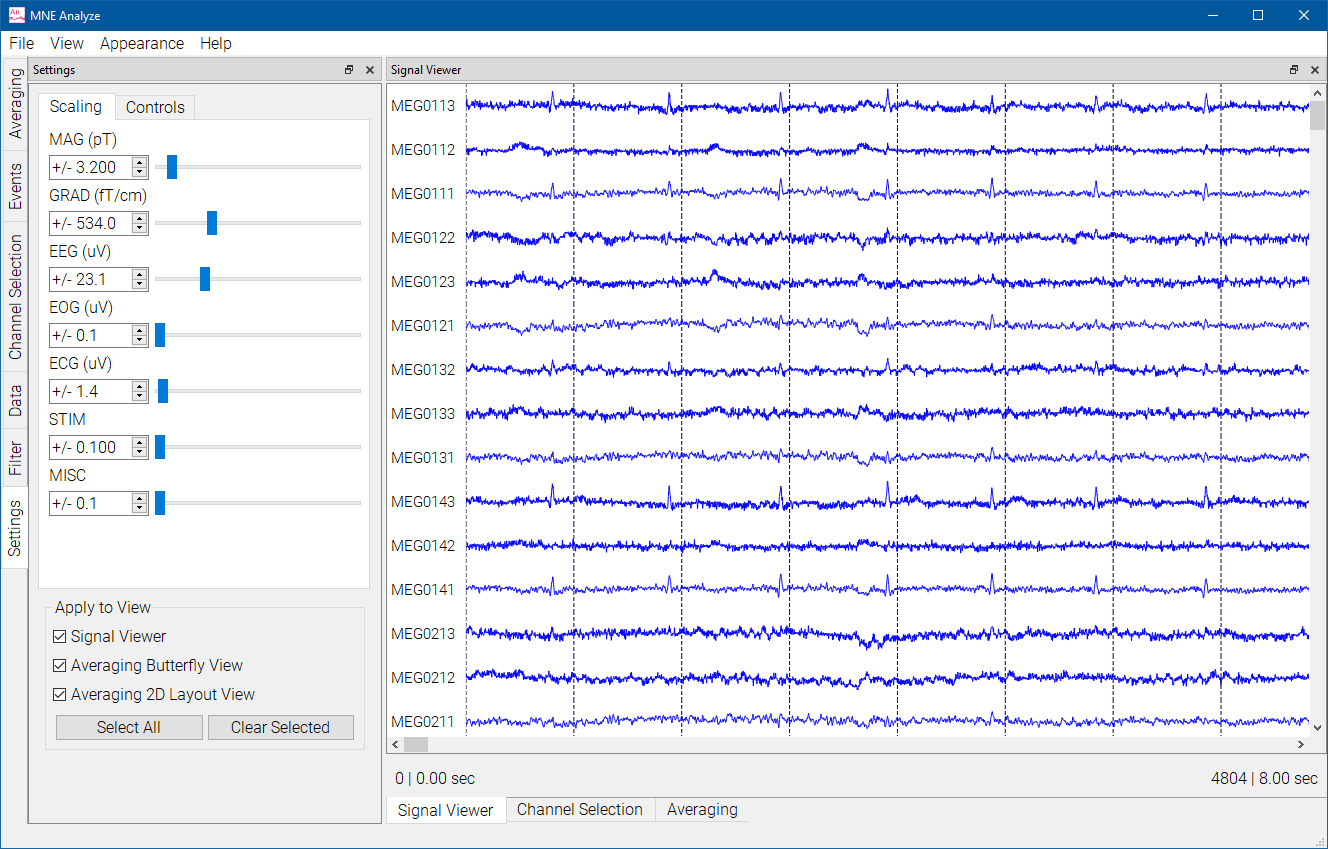 An
MNE Analyze
File View Appearance Help
Averaging
Events
Channel Selection
Data
Filter
Settings
Settings
Scaling Controls
MAG (pT)
+/- 3.200
GRAD (fT/cm)
+/- 534.0
EEG (uV)
+/- 23.1
EOG (uV)
+/- 0.1
ECG (uV)
+/- 1.4
STIM
+/- 0.100
MISC
+/- 0.1
Apply to View
Signal Viewer
Averaging Butterfly View
Averaging 2D Layout View
Select All Clear Selected
Signal Viewer
MEG0113
MEG0112
MEG0111
MEG0122
MEG0123
MEG0121
MEG0132
MEG0133
MEG0131
MEG0143
MEG0142
MEG0141
MEG0213
MEG0212
MEG0211
0 | 0.00 sec 4804 | 8.00 sec
Signal Viewer Channel Selection Averaging